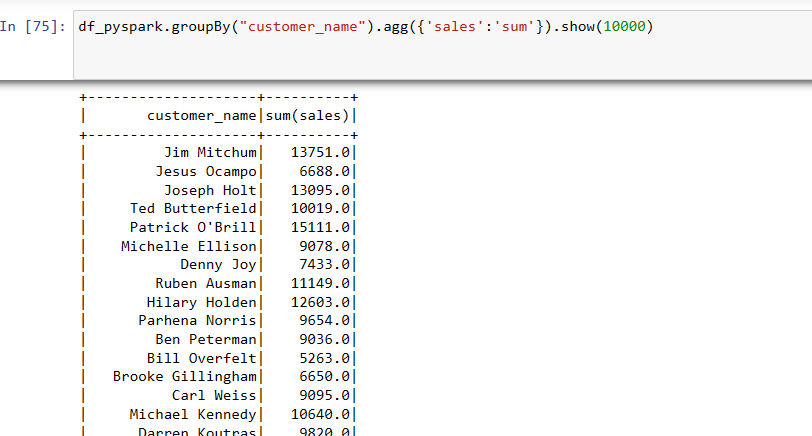 In [75]: df_pyspark.groupBy("customer_name").agg({'sales':'sum'}).show(10000)
+--------------------+----------+
|       customer_name|sum(sales)|
+--------------------+----------+
|         Jim Mitchum|   13751.0|
|        Jesus Ocampo|    6688.0|
|         Joseph Holt|   13095.0|
|     Ted Butterfield|   10019.0|
|     Patrick O'Brill|   15111.0|
|    Michelle Ellison|    9078.0|
|           Denny Joy|    7433.0|
|        Ruben Ausman|   11149.0|
|       Hilary Holden|   12603.0|
|      Parhena Norris|    9654.0|
|        Ben Peterman|    9036.0|
|       Bill Overfelt|    5263.0|
|   Brooke Gillingham|    6650.0|
|          Carl Weiss|    9095.0|
|     Michael Kennedy|   10640.0|
|      Darren Koutras|    9820.0|